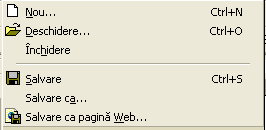 Nou... Ctrl+N
Deschidere... Ctrl+O
Închidere
Salvare Ctrl+S
Salvare ca...
Salvare ca pagină Web...